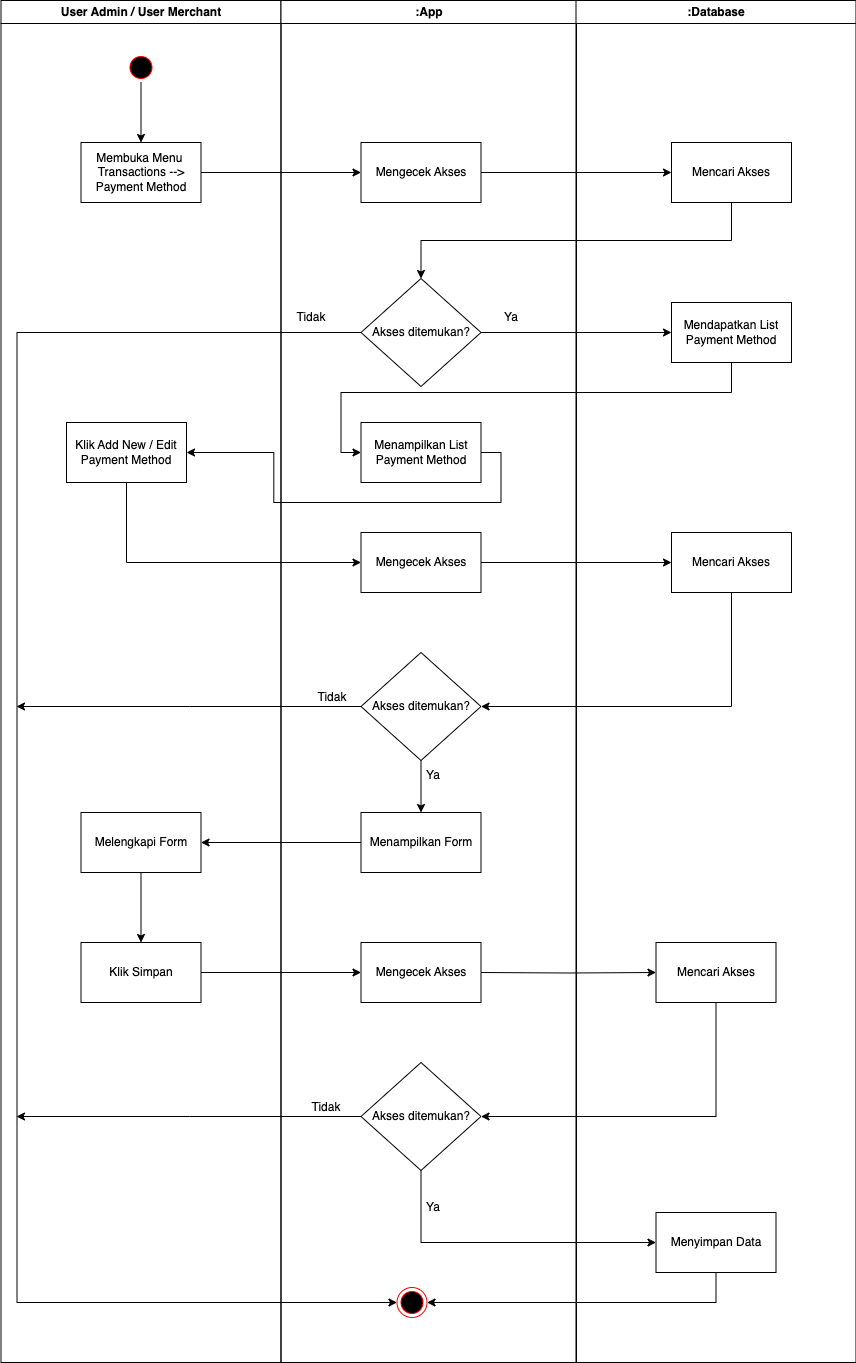 User Admin / User Merchant
:App
:Database
Membuka Menu
Transactions -->
Payment Method
Mengecek Akses
Mencari Akses
Akses ditemukan?
Tidak
Ya
Mendapatkan List
Payment Method
Menampilkan List
Payment Method
Klik Add New / Edit
Payment Method
Mengecek Akses
Mencari Akses
Akses ditemukan?
Tidak
Ya
Menampilkan Form
Melengkapi Form
Klik Simpan
Mengecek Akses
Mencari Akses
Akses ditemukan?
Tidak
Ya
Menyimpan Data